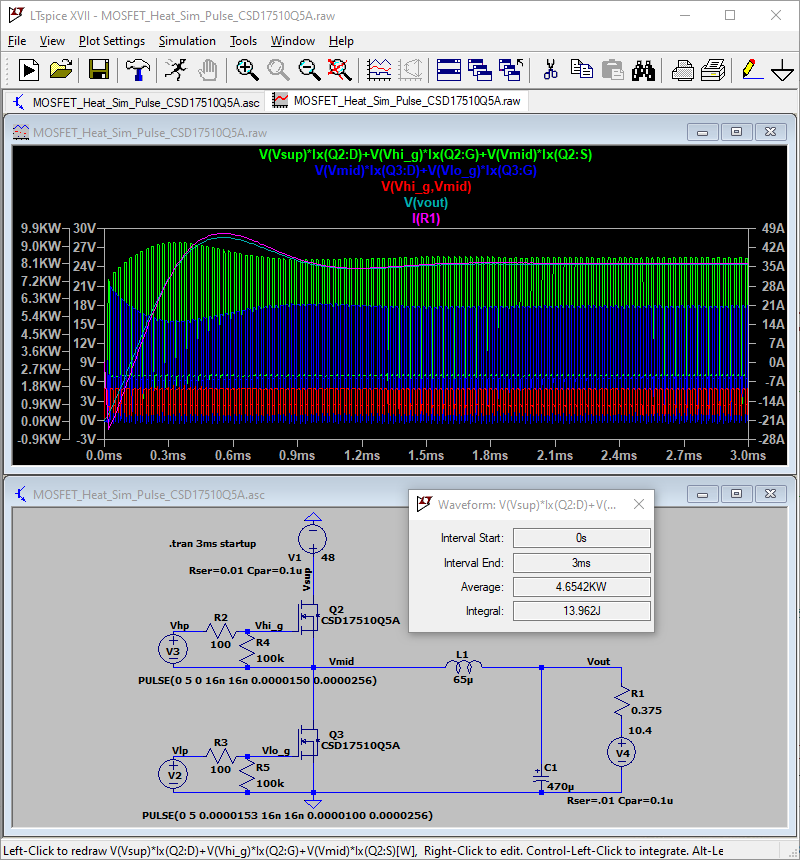 LTspice XVII - MOSFET_Heat_Sim_Pulse_CSD17510Q5A.raw
File View Plot Settings Simulation Tools Window Help
MOSFET_Heat_Sim_Pulse_CSD17510Q5A.asc MOSFET_Heat_Sim_Pulse_CSD17510Q5A.raw
MOSFET_Heat_Sim_Pulse_CSD17510Q5A.raw
V(Vsup)*Ix(Q2:D)+V(Vhi_g)*Ix(Q2:G)+V(Vmid)*Ix(Q2:S)
V(Vmid)*Ix(Q3:D)+V(Vlo_g)*Ix(Q3:G)
V(Vhi_g,Vmid)
V(vout)
I(R1)
9.9KW 30V 49A
9.0KW 27V 42A
8.1KW 24V 35A
7.2KW 21V 28A
6.3KW 18V 21A
5.4KW 15V 14A
4.5KW 12V 7A
3.6KW 9V 0A
2.7KW 6V -7A
1.8KW 3V -14A
0.9KW 0V -21A
0.0KW
-0.9KW -3V -28A
0.0ms 0.3ms 0.6ms 0.9ms 1.2ms 1.5ms 1.8ms 2.1ms 2.4ms 2.7ms 3.0ms
MOSFET_Heat_Sim_Pulse_CSD17510Q5A.asc
Waveform: V(Vsup)*Ix(Q2:D)+V(...
Interval Start: 0s
Interval End: 3ms
Average: 4.6542KW
Integral: 13.962J
.tran 3ms startup
V1 48
Rser=0.01 Cpar=0.1u
Vsup
Q2
CSD17510Q5A
Vhp R2 Vhi_g
100
V3 R4
100k
Vmid L1 Vout
65µ
PULSE(0 5 0 16n 16n 0.0000150 0.0000256)
R1
0.375
10.4
V4
Q3
CSD17510Q5A
Vlp R3 Vlo_g
100
V2 R5
100k
C1
470µ
Rser=.01 Cpar=0.1u
PULSE(0 5 0.0000153 16n 16n 0.0000100 0.0000256)
Left-Click to redraw V(Vsup)*Ix(Q2:D)+V(Vhi_g)*Ix(Q2:G)+V(Vmid)*Ix(Q2:S)[W], Right-Click to edit. Control-Left-Click to integrate. Alt-Le